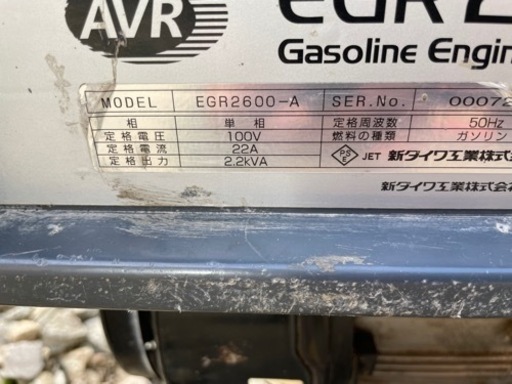 AVR
EGR2
Gasoline Engin
MODEL EGR2600-A SER.No. 00072
相 単相 定格周波数 50Hz
定格電圧 100V 燃料の種類 ガソリン
定格電流 22A PSE JET 新ダイワ工業株式
定格出力 2.2kVA
新ダイワ工業株式会